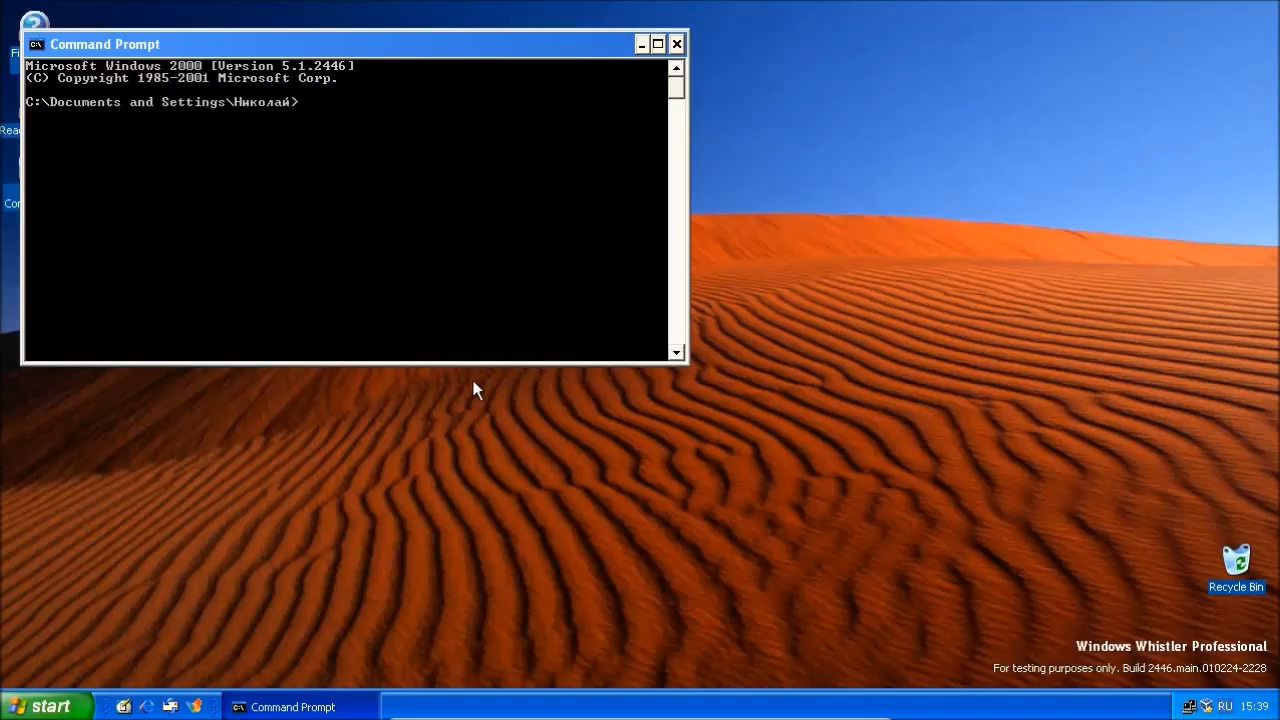 Command Prompt
Microsoft Windows 2000 [Version 5.1.2446]
(C) Copyright 1985-2001 Microsoft Corp.
C:\Documents and Settings\Николай>
Recycle Bin
Windows Whistler Professional
For testing purposes only. Build 2446.main.010224-2228
start
Command Prompt
RU
15:39